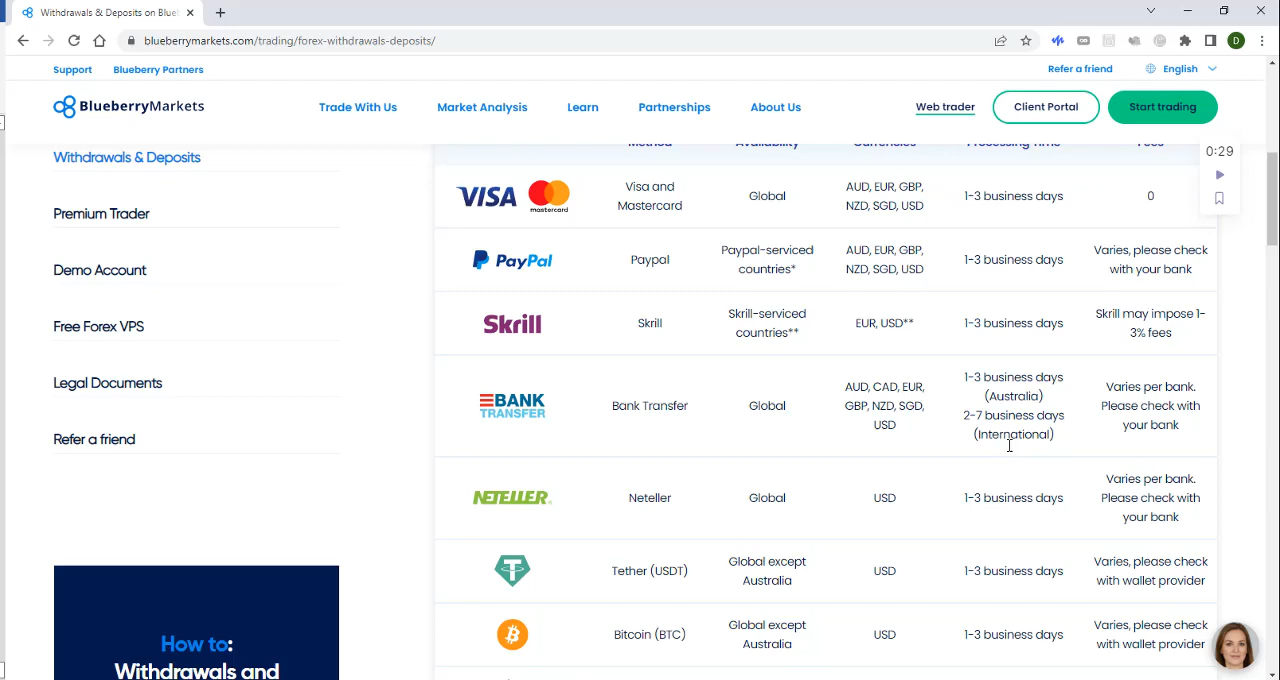 Withdrawals & Deposits on Blueb
blueberrymarkets.com/trading/forex-withdrawals-deposits/
D
Support
Blueberry Partners
Refer a friend
English
BlueberryMarkets
Trade With Us
Market Analysis
Learn
Partnerships
About Us
Web trader
Client Portal
Start trading
Withdrawals & Deposits
Premium Trader
Demo Account
Free Forex VPS
Legal Documents
Refer a friend
How to:
Withdrawals and
Method
Availability
Currencies
Processing Time
Fees
0:29
VISA
mastercard
Visa and
Mastercard
Global
AUD, EUR, GBP,
NZD, SGD, USD
1-3 business days
0
PayPal
Paypal
Paypal-serviced
countries*
AUD, EUR, GBP,
NZD, SGD, USD
1-3 business days
Varies, please check
with your bank
Skrill
Skrill
Skrill-serviced
countries**
EUR, USD**
1-3 business days
Skrill may impose 1-
3% fees
BANK
TRANSFER
Bank Transfer
Global
AUD, CAD, EUR,
GBP, NZD, SGD,
USD
1-3 business days
(Australia)
2-7 business days
(International)
Varies per bank.
Please check with
your bank
NETELLER
Neteller
Global
USD
1-3 business days
Varies per bank.
Please check with
your bank
Tether (USDT)
Global except
Australia
USD
1-3 business days
Varies, please check
with wallet provider
Bitcoin (BTC)
Global except
Australia
USD
1-3 business days
Varies, please check
with wallet provider